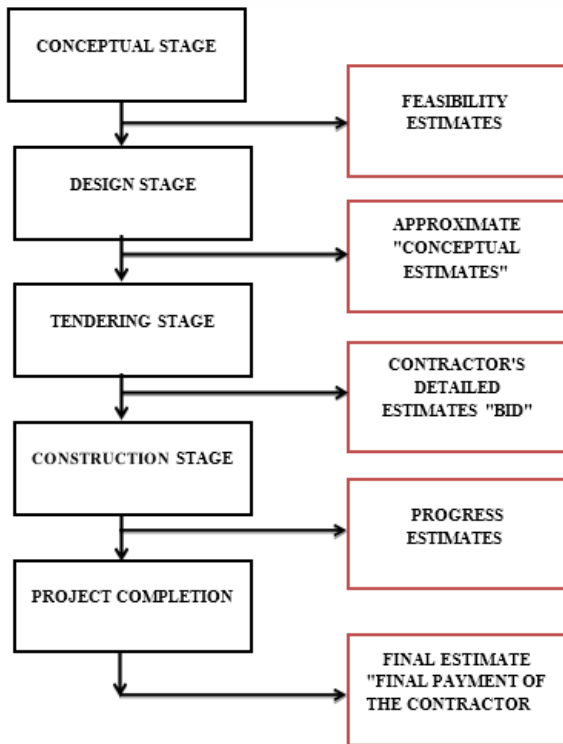 CONCEPTUAL STAGE
FEASIBILITY
ESTIMATES
DESIGN STAGE
APPROXIMATE
"CONCEPTUAL
ESTIMATES"
TENDERING STAGE
CONTRACTOR'S
DETAILED
ESTIMATES "BID"
CONSTRUCTION STAGE
PROGRESS
ESTIMATES
PROJECT COMPLETION
FINAL ESTIMATE
"FINAL PAYMENT OF
THE CONTRACTOR